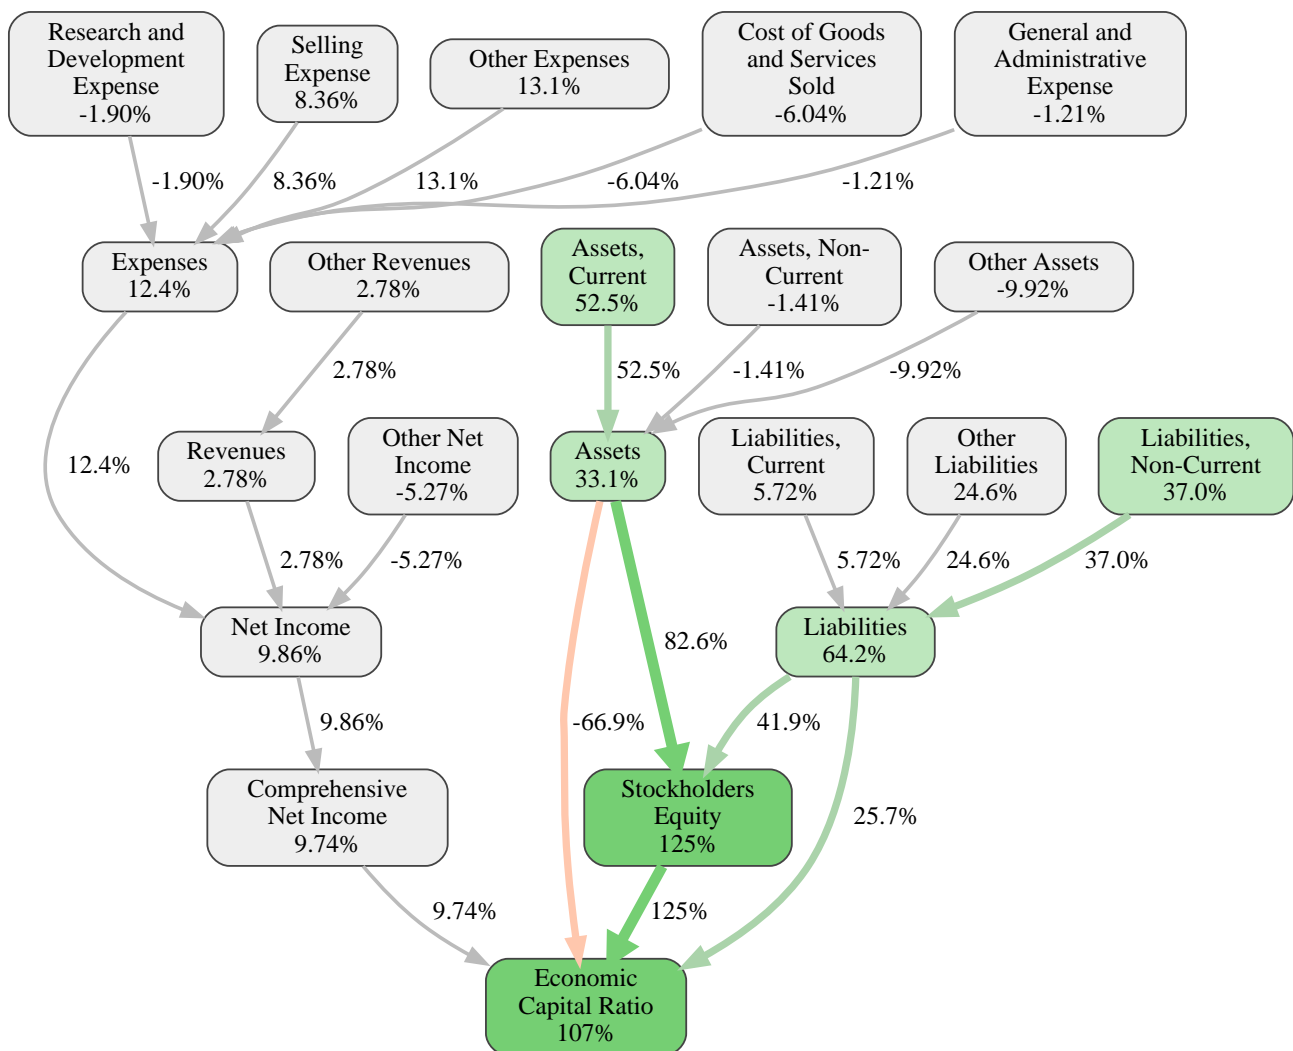 Research and
Development
Expense
-1.90%
Selling
Expense
8.36%
Other Expenses
13.1%
Cost of Goods
and Services
Sold
-6.04%
General and
Administrative
Expense
-1.21%
-1.90%
8.36%
13.1%
-6.04%
-1.21%
Expenses
12.4%
Other Revenues
2.78%
Assets,
Current
52.5%
Assets, Non-
Current
-1.41%
Other Assets
-9.92%
2.78%
52.5%
-1.41%
-9.92%
12.4%
Revenues
2.78%
Other Net
Income
-5.27%
Assets
33.1%
Liabilities,
Current
5.72%
Other
Liabilities
24.6%
Liabilities,
Non-Current
37.0%
2.78%
-5.27%
5.72%
24.6%
37.0%
Net Income
9.86%
82.6%
Liabilities
64.2%
9.86%
-66.9%
41.9%
Comprehensive
Net Income
9.74%
Stockholders
Equity
125%
25.7%
9.74%
125%
Economic
Capital Ratio
107%